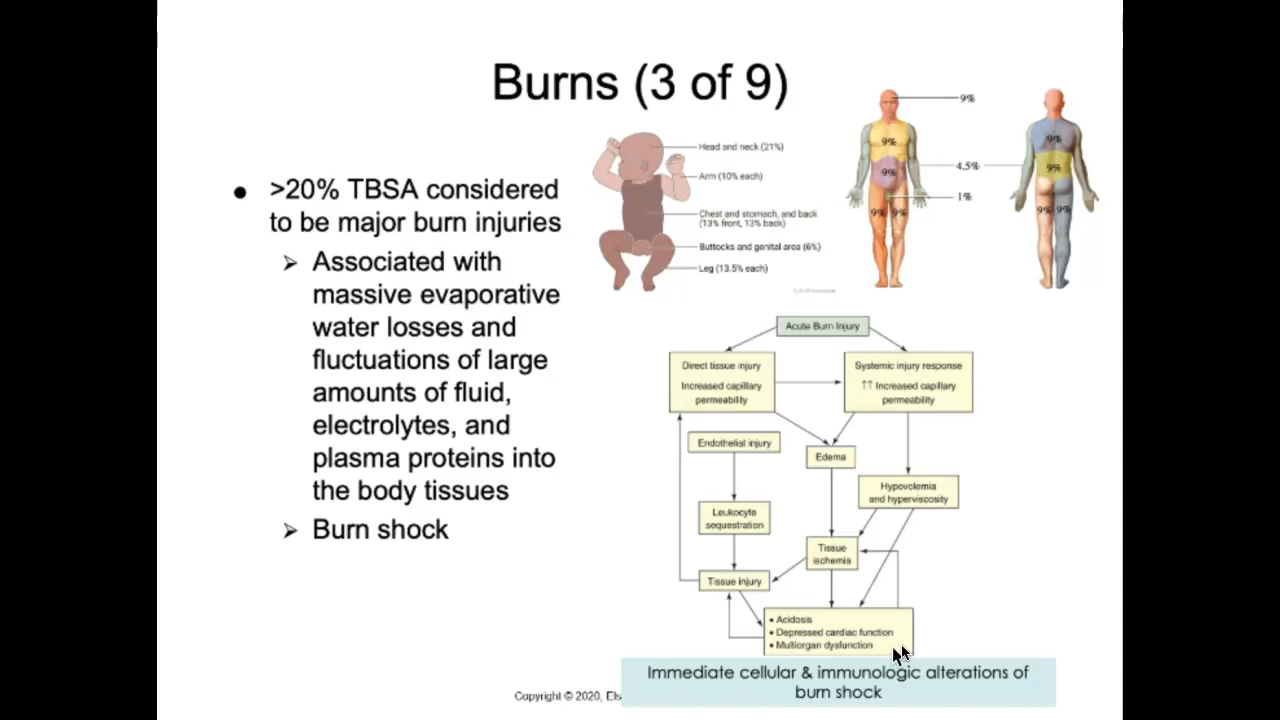 Burns (3 of 9)
● >20% TBSA considered
to be major burn injuries
➢ Associated with
massive evaporative
water losses and
fluctuations of large
amounts of fluid,
electrolytes, and
plasma proteins into
the body tissues
➢ Burn shock
Head and neck (21%)
Arm (10% each)
Chest and stomach, and back
(13% front, 13% back)
Buttocks and genital area (6%)
Leg (13.5% each)
9%
9%
9%
4.5%
1%
9% 9%
9%
9%
9% 9%
Acute Burn Injury
Direct tissue injury
Increased capillary
permeability
Systemic injury response
↑↑ Increased capillary
permeability
Endothelial injury
Edema
Hypovolemia
and hyperviscosity
Leukocyte
sequestration
Tissue
ischemia
Tissue injury
• Acidosis
• Depressed cardiac function
• Multiorgan dysfunction
Immediate cellular & immunologic alterations of
burn shock
Copyright © 2020, Els